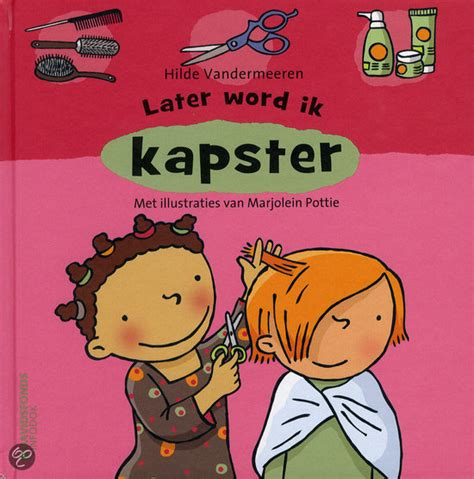 Hilde Vandermeeren
Later word ik
kapster
Met illustraties van Marjolein Pottie